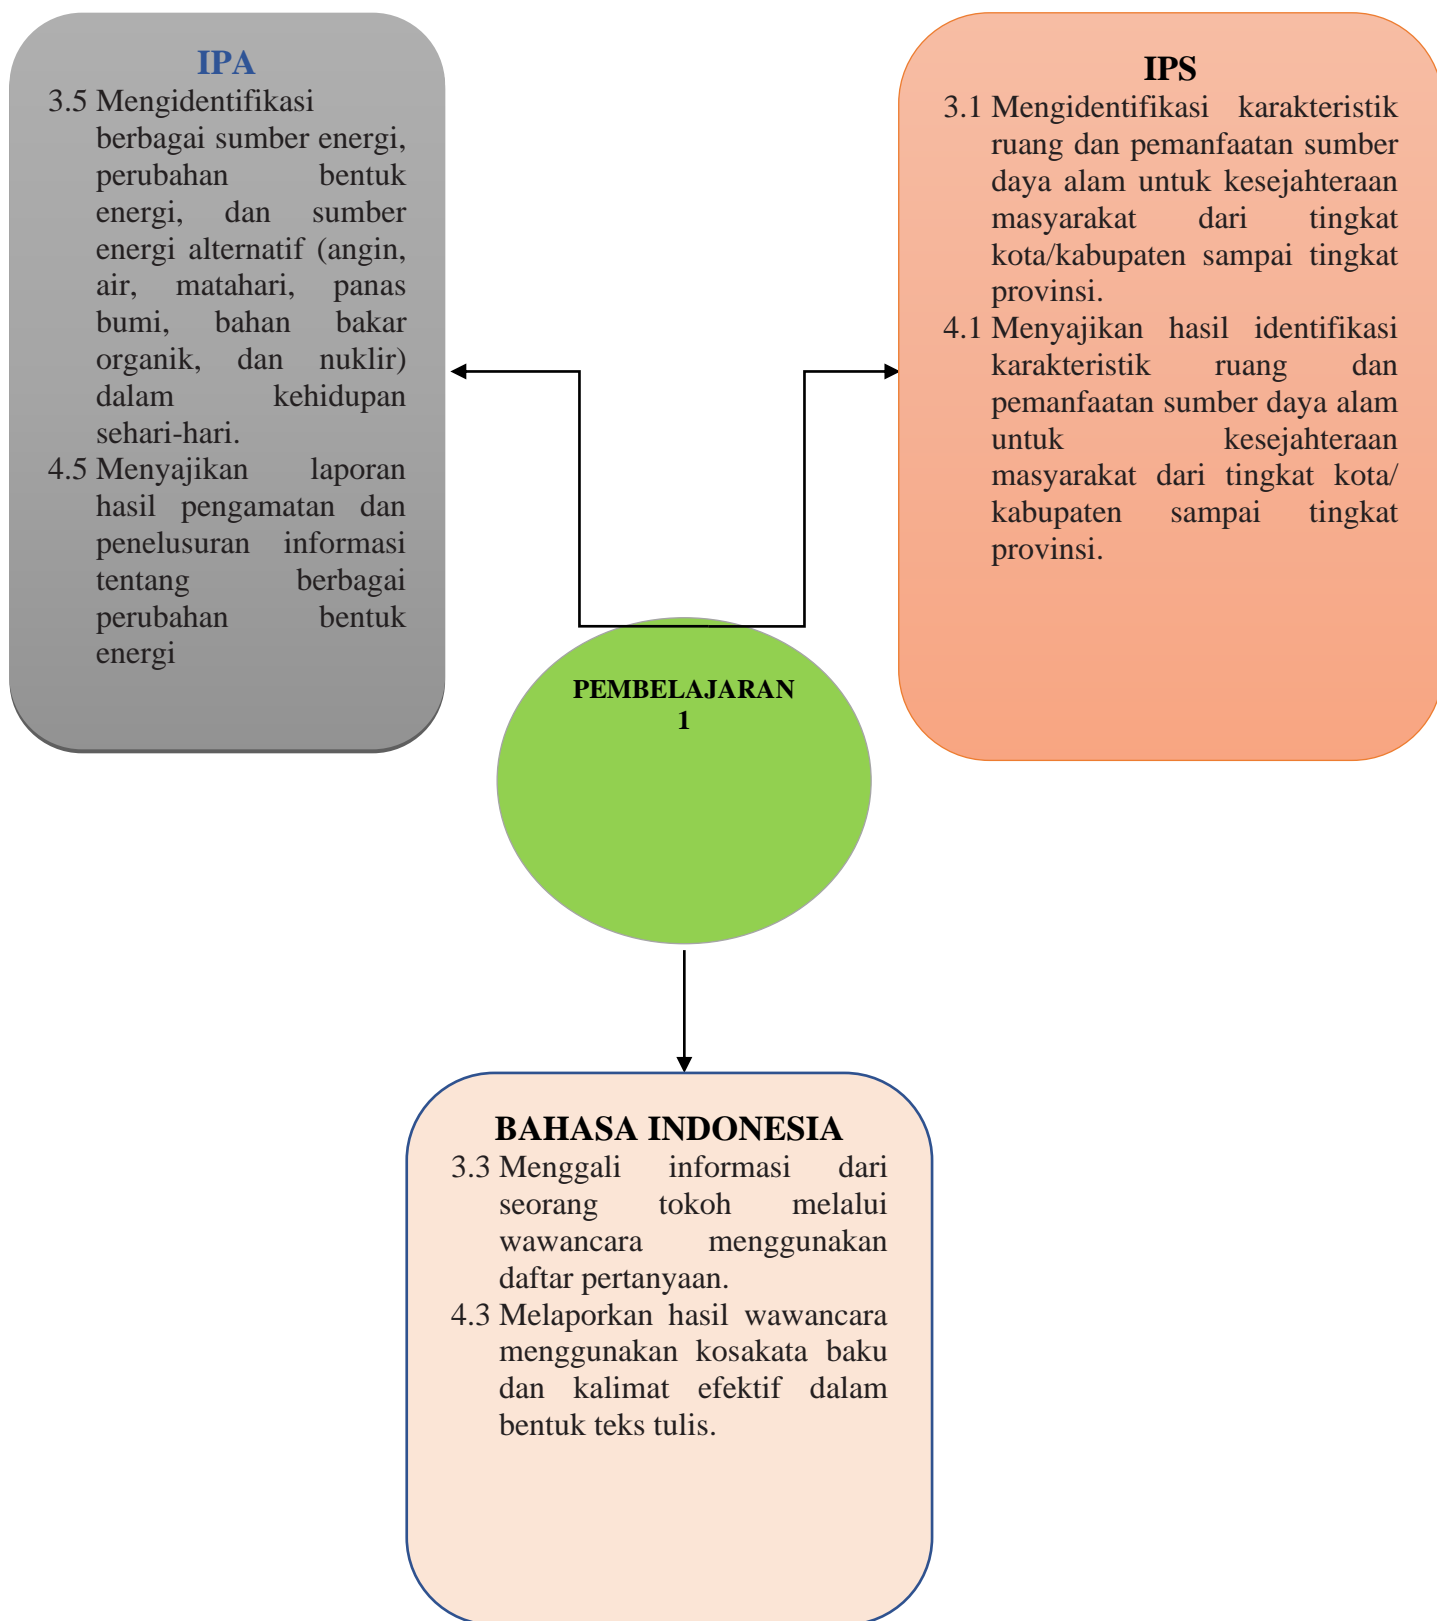 IPA
3.5 Mengidentifikasi
berbagai sumber energi,
perubahan bentuk
energi, dan sumber
energi alternatif (angin,
air, matahari, panas
bumi, bahan bakar
organik, dan nuklir)
dalam kehidupan
sehari-hari.
4.5 Menyajikan laporan
hasil pengamatan dan
penelusuran informasi
tentang berbagai
perubahan bentuk
energi
IPS
3.1 Mengidentifikasi karakteristik
ruang dan pemanfaatan sumber
daya alam untuk kesejahteraan
masyarakat dari tingkat
kota/kabupaten sampai tingkat
provinsi.
4.1 Menyajikan hasil identifikasi
karakteristik ruang dan
pemanfaatan sumber daya alam
untuk kesejahteraan
masyarakat dari tingkat kota/
kabupaten sampai tingkat
provinsi.
PEMBELAJARAN
1
BAHASA INDONESIA
3.3 Menggali informasi dari
seorang tokoh melalui
wawancara menggunakan
daftar pertanyaan.
4.3 Melaporkan hasil wawancara
menggunakan kosakata baku
dan kalimat efektif dalam
bentuk teks tulis.